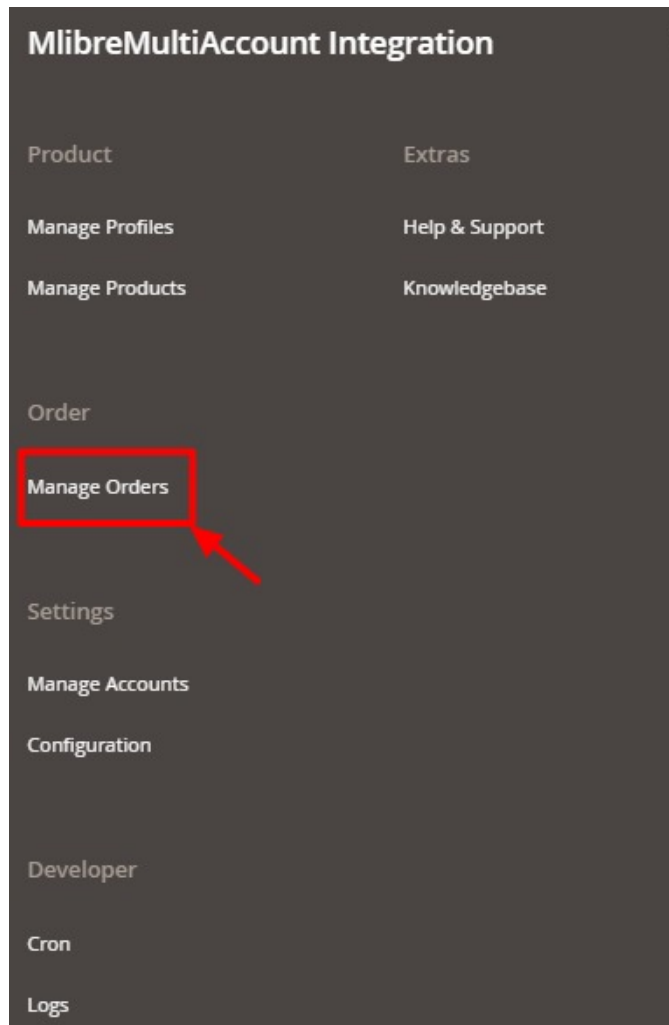 MlibreMultiAccount Integration
Product
Manage Profiles
Manage Products
Extras
Help & Support
Knowledgebase
Order
Manage Orders
Settings
Manage Accounts
Configuration
Developer
Cron
Logs